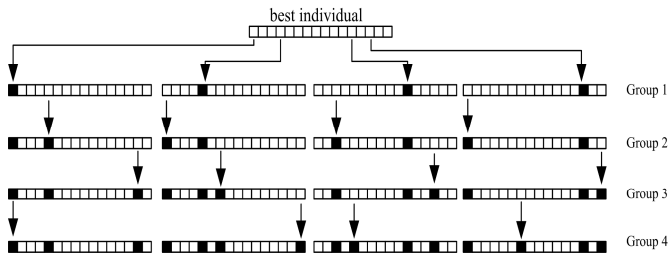 best individual
Group 1
Group 2
Group 3
Group 4